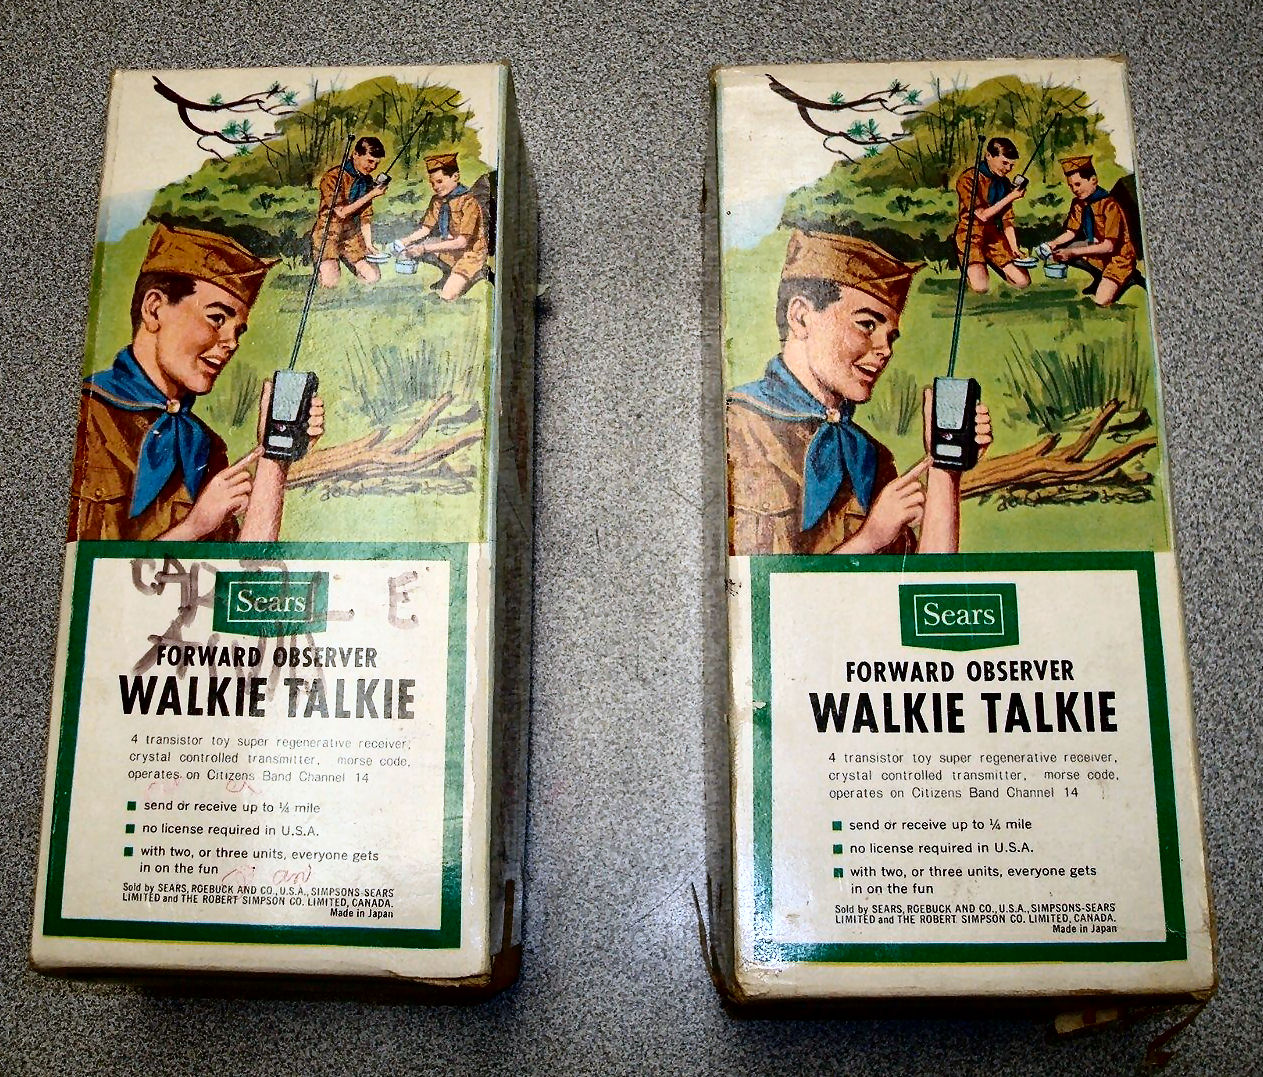 Sears
FORWARD OBSERVER
WALKIE TALKIE
4 transistor toy super regenerative receiver,
crystal controlled transmitter, morse code,
operates on Citizens Band Channel 14
send or receive up to ¼ mile
no license required in U.S.A.
with two, or three units, everyone gets
in on the fun
Sold by SEARS, ROEBUCK AND CO., U.S.A., SIMPSONS-SEARS
LIMITED and THE ROBERT SIMPSON CO. LIMITED, CANADA.
Made in Japan
Sears
FORWARD OBSERVER
WALKIE TALKIE
4 transistor toy super regenerative receiver,
crystal controlled transmitter, morse code,
operates on Citizens Band Channel 14
send or receive up to ¼ mile
no license required in U.S.A.
with two, or three units, everyone gets
in on the fun
Sold by SEARS, ROEBUCK AND CO., U.S.A., SIMPSONS-SEARS
LIMITED and THE ROBERT SIMPSON CO. LIMITED, CANADA.
Made in Japan